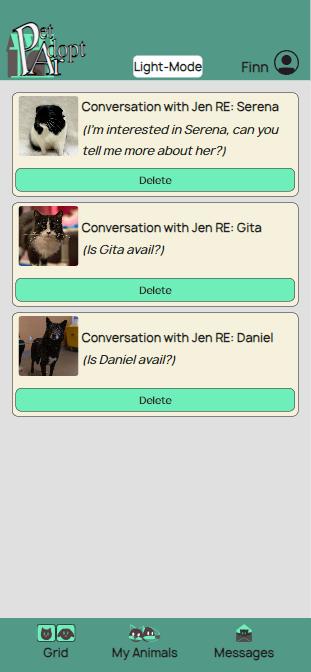 Pet
Adopt
Ar
Light-Mode
Finn
Conversation with Jen RE: Serena
(I'm interested in Serena, can you
tell me more about her?)
Delete
Conversation with Jen RE: Gita
(Is Gita avail?)
Delete
Conversation with Jen RE: Daniel
(Is Daniel avail?)
Delete
Grid
My Animals
Messages